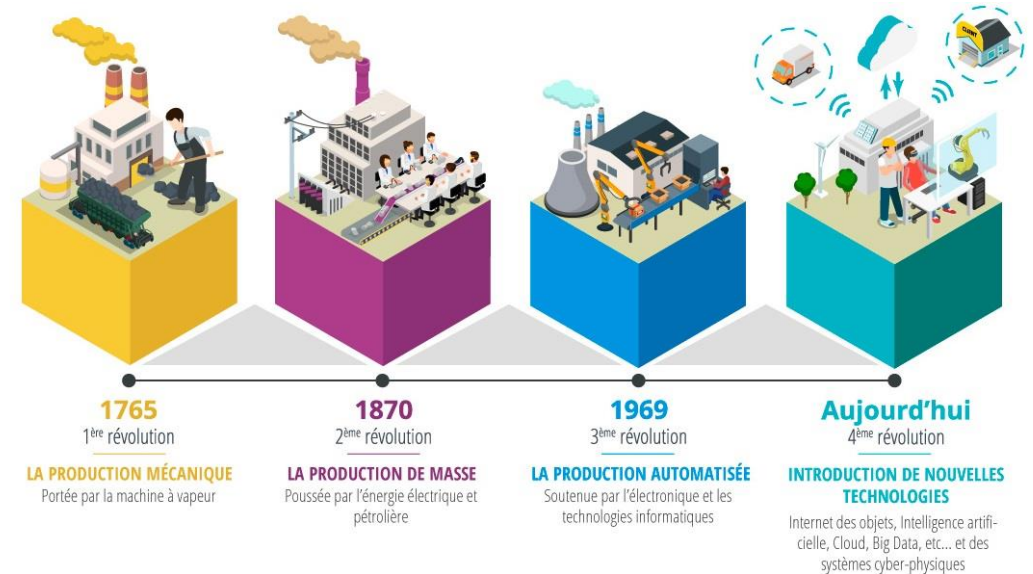 CLIENT
1765
1ère révolution
LA PRODUCTION MÉCANIQUE
Portée par la machine à vapeur
1870
2ème révolution
LA PRODUCTION DE MASSE
Poussée par l'énergie électrique et
pétrolière
1969
3ème révolution
LA PRODUCTION AUTOMATISÉE
Soutenue par l'électronique et les
technologies informatiques
Aujourd'hui
4ème révolution
INTRODUCTION DE NOUVELLES
TECHNOLOGIES
Internet des objets, Intelligence artifi-
cielle, Cloud, Big Data, etc... et des
systèmes cyber-physiques